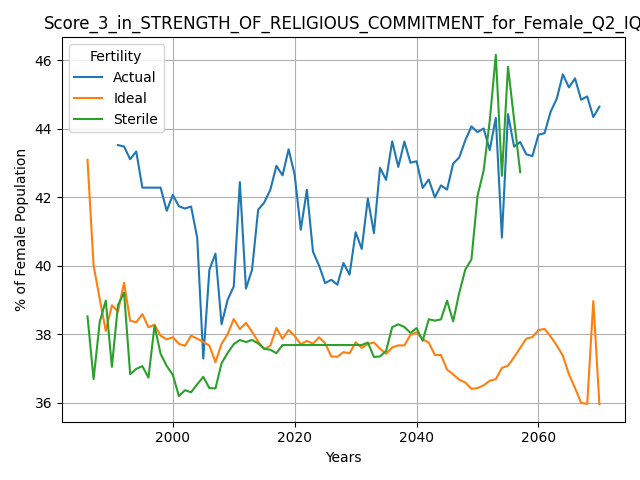 Score_3_in_STRENGTH_OF_RELIGIOUS_COMMITMENT_for_Female_Q2_IQ
Fertility
Actual
Ideal
Sterile
% of Female Population
46
44
42
40
38
36
2000 2020 2040 2060
Years